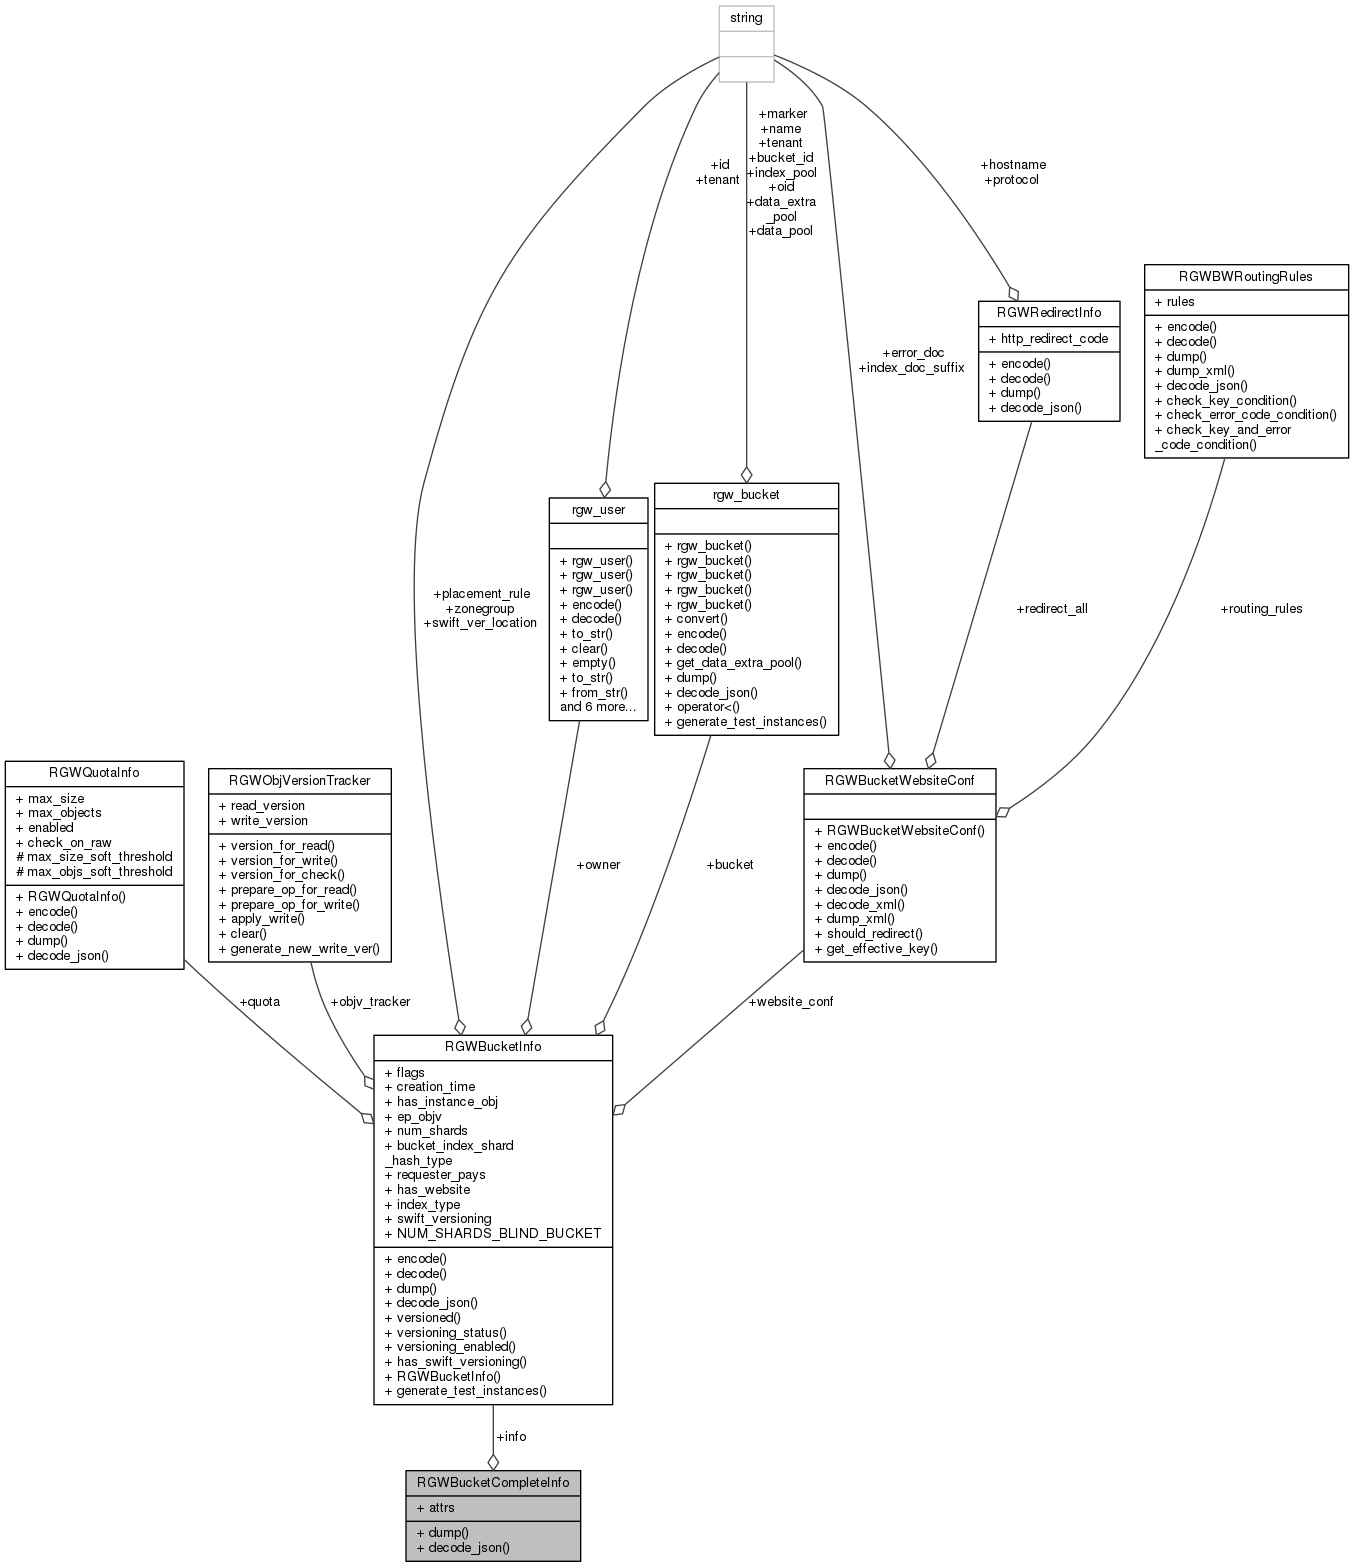 string
+marker
+name
+tenant
+bucket_id
+index_pool
+oid
+data_extra
_pool
+data_pool
+id
+tenant
+hostname
+protocol
RGWBWRoutingRules
+ rules
+ encode()
+ decode()
+ dump()
+ dump_xml()
+ decode_json()
+ check_key_condition()
+ check_error_code_condition()
+ check_key_and_error
_code_condition()
RGWRedirectInfo
+ http_redirect_code
+ encode()
+ decode()
+ dump()
+ decode_json()
+error_doc
+index_doc_suffix
rgw_user
+ rgw_user()
+ rgw_user()
+ rgw_user()
+ encode()
+ decode()
+ to_str()
+ clear()
+ empty()
+ to_str()
+ from_str()
and 6 more...
rgw_bucket
+ rgw_bucket()
+ rgw_bucket()
+ rgw_bucket()
+ rgw_bucket()
+ rgw_bucket()
+ convert()
+ encode()
+ decode()
+ get_data_extra_pool()
+ dump()
+ decode_json()
+ operator<()
+ generate_test_instances()
+placement_rule
+zonegroup
+swift_ver_location
+redirect_all
+routing_rules
RGWQuotaInfo
+ max_size
+ max_objects
+ enabled
+ check_on_raw
# max_size_soft_threshold
# max_objs_soft_threshold
+ RGWQuotaInfo()
+ encode()
+ decode()
+ dump()
+ decode_json()
RGWObjVersionTracker
+ read_version
+ write_version
+ version_for_read()
+ version_for_write()
+ version_for_check()
+ prepare_op_for_read()
+ prepare_op_for_write()
+ apply_write()
+ clear()
+ generate_new_write_ver()
RGWBucketWebsiteConf
+ RGWBucketWebsiteConf()
+ encode()
+ decode()
+ dump()
+ decode_json()
+ decode_xml()
+ dump_xml()
+ should_redirect()
+ get_effective_key()
+owner
+bucket
+quota
+objv_tracker
+website_conf
RGWBucketInfo
+ flags
+ creation_time
+ has_instance_obj
+ ep_objv
+ num_shards
+ bucket_index_shard
_hash_type
+ requester_pays
+ has_website
+ index_type
+ swift_versioning
+ NUM_SHARDS_BLIND_BUCKET
+ encode()
+ decode()
+ dump()
+ decode_json()
+ versioned()
+ versioning_status()
+ versioning_enabled()
+ has_swift_versioning()
+ RGWBucketInfo()
+ generate_test_instances()
+info
RGWBucketCompleteInfo
+ attrs
+ dump()
+ decode_json()